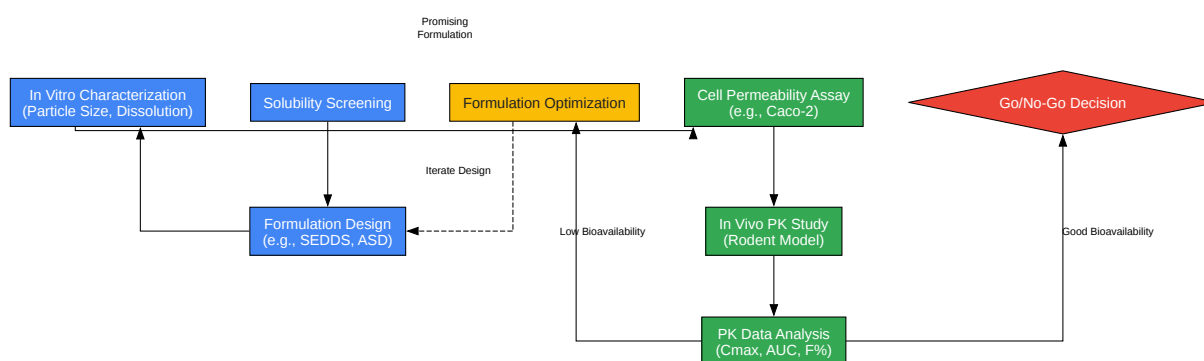 Promising
Formulation
In Vitro Characterization
(Particle Size, Dissolution)
Solubility Screening
Formulation Optimization
Cell Permeability Assay
(e.g., Caco-2)
Go/No-Go Decision
Iterate Design
Formulation Design
(e.g., SEDDS, ASD)
Low Bioavailability
In Vivo PK Study
(Rodent Model)
Good Bioavailability
PK Data Analysis
(Cmax, AUC, F%)